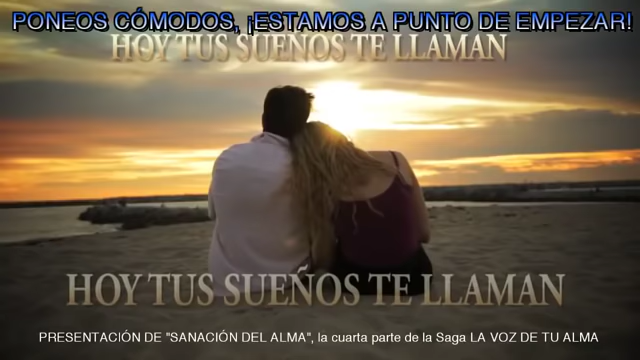 PONEOS CÓMODOS, ¡ESTAMOS A PUNTO DE EMPEZAR!
HOY TUS SUEÑOS TE LLAMAN
HOY TUS SUEÑOS TE LLAMAN
PRESENTACIÓN DE "SANACIÓN DEL ALMA", la cuarta parte de la Saga LA VOZ DE TU ALMA